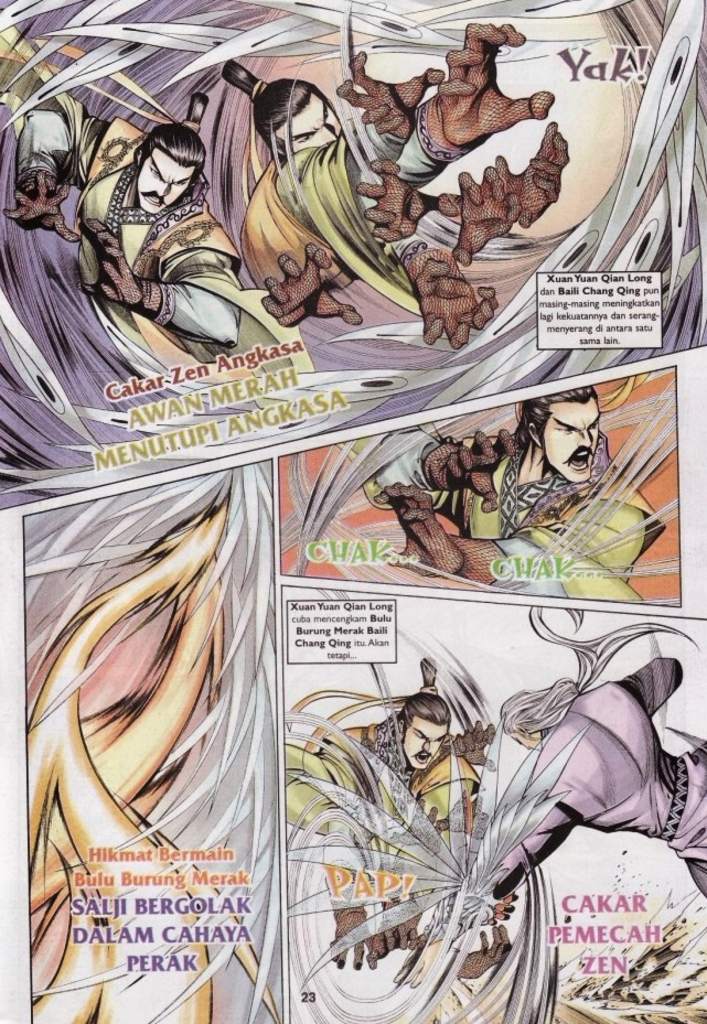 Yak!
Xuan Yuan Qian Long
dan Baili Chang Qing pun
masing-masing meningkatkan
lagi kekuatannya dan serang-
menyerang di antara satu
sama lain.
Cakar Zen Angkasa
AWAN MERAH
MENUTUPI ANGKASA
CHAK...
CHAK...
Xuan Yuan Qian Long
cuba mencengkam Bulu
Burung Merak Baili
Chang Qing itu. Akan
tetapi...
Hikmat Bermain
Bulu Burung Merak
SALJI BERGOLAK
DALAM CAHAYA
PERAK
PAP!
CAKAR
PEMECAH
ZEN
23